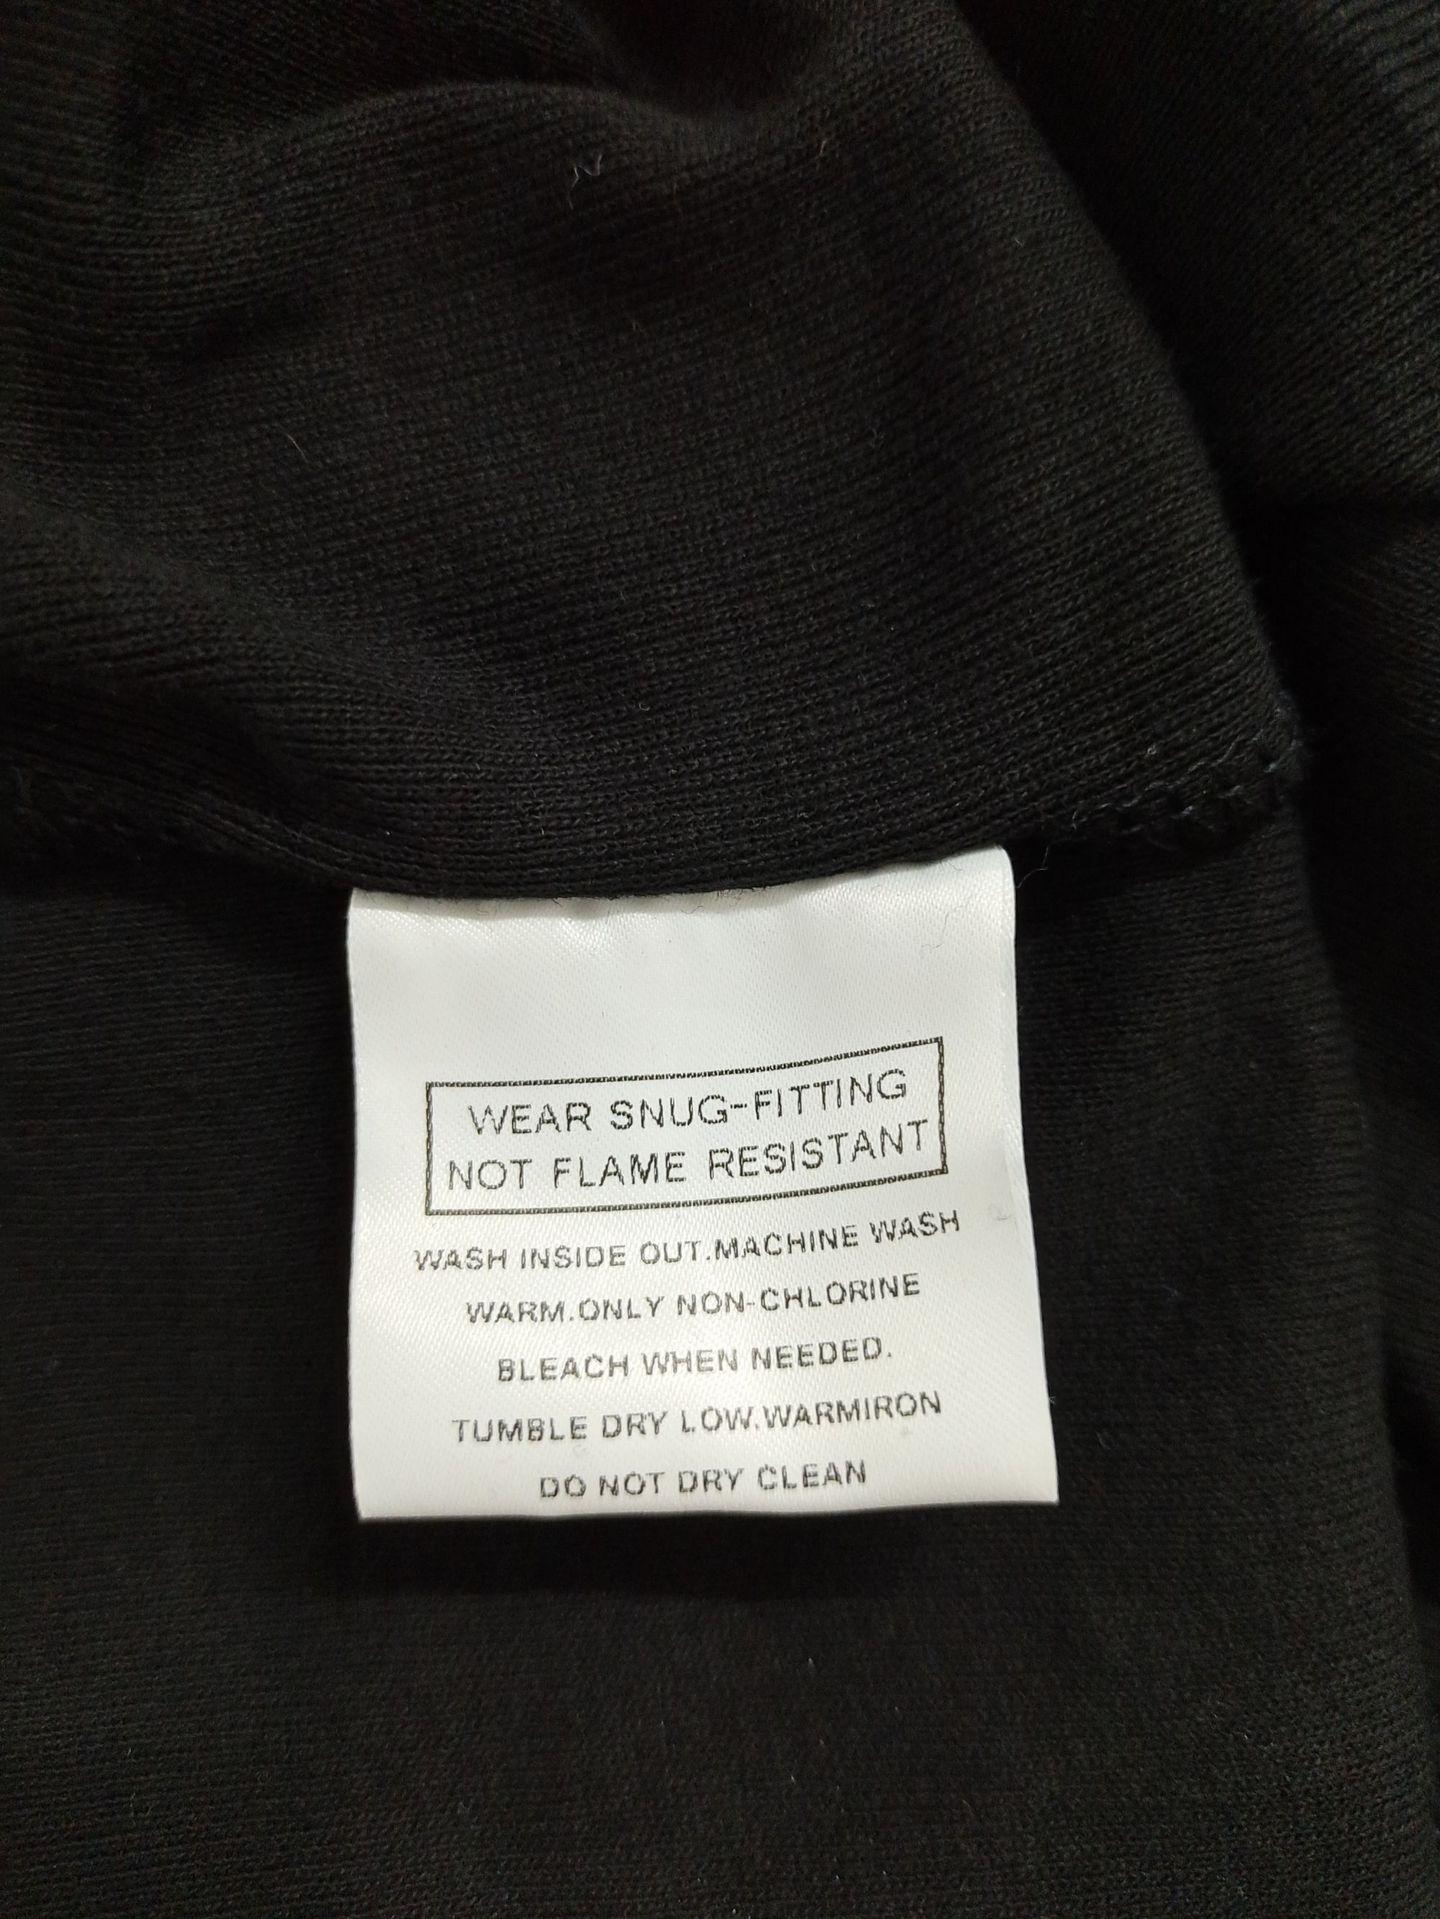 WEAR SNUG-FITTING
NOT FLAME RESISTANT
WASH INSIDE OUT.MACHINE WASH
WARM.ONLY NON-CHLORINE
BLEACH WHEN NEEDED.
TUMBLE DRY LOW.WARMIRON
DO NOT DRY CLEAN